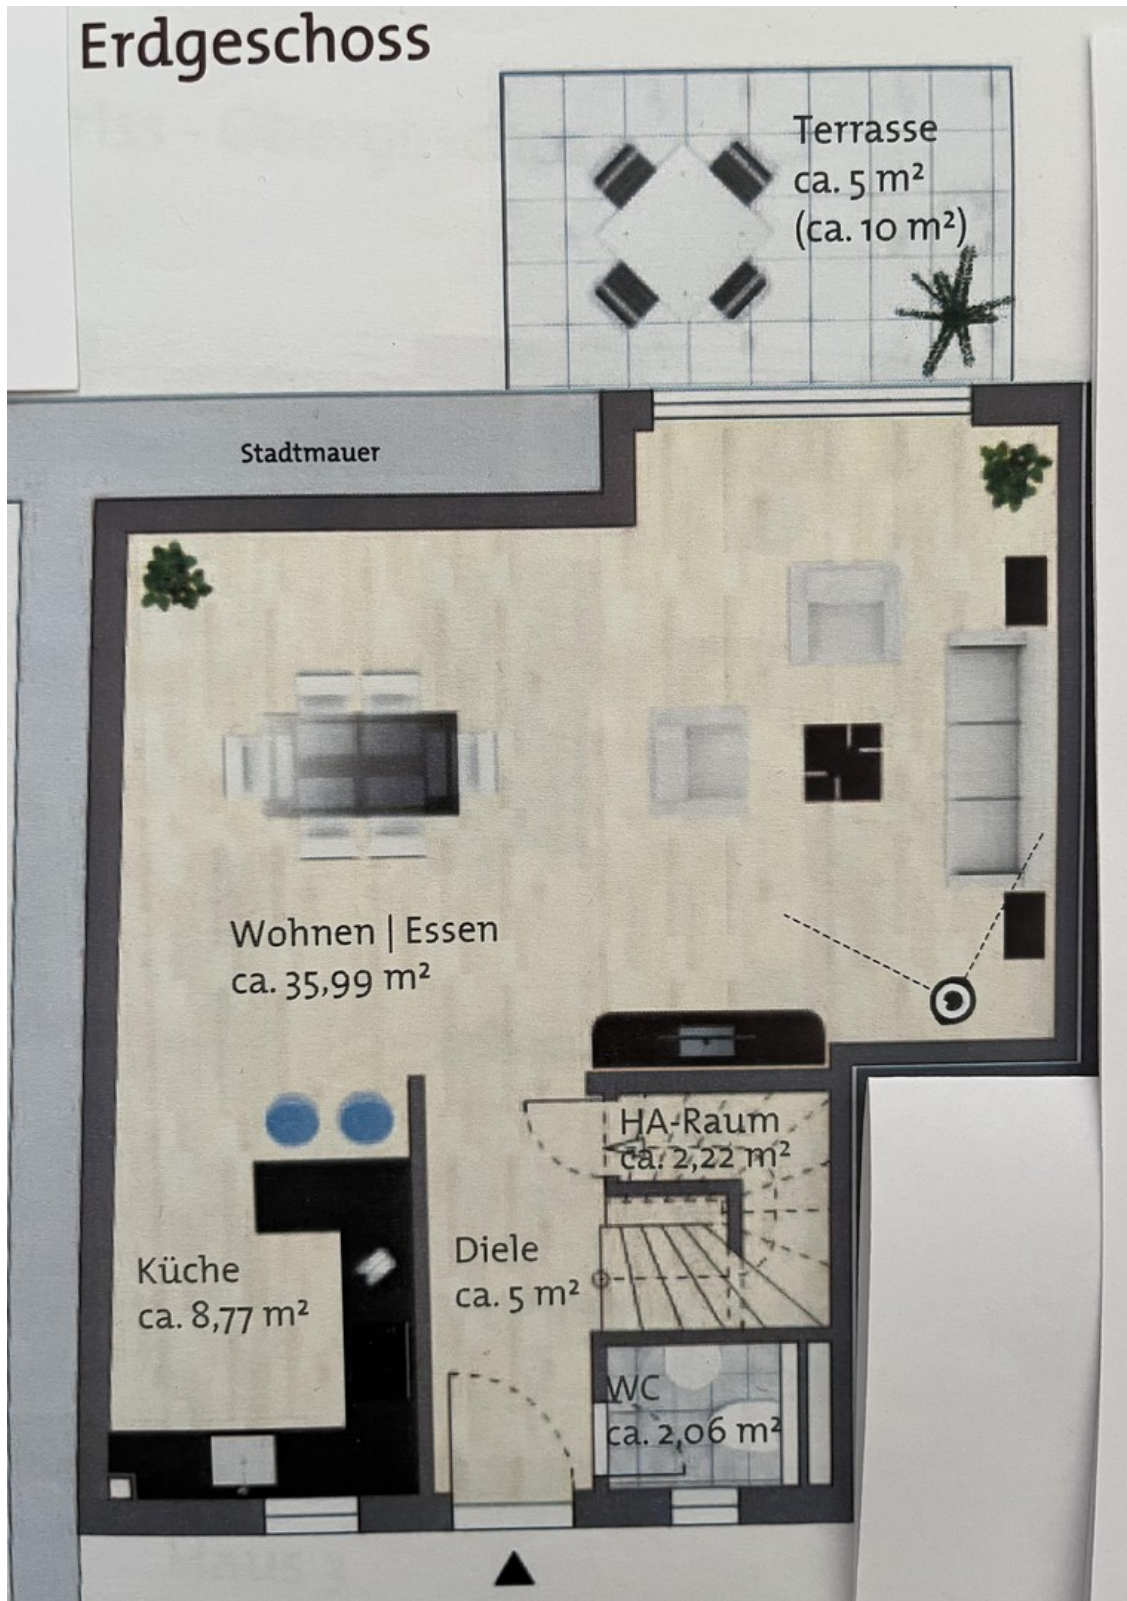 Erdgeschoss
Terrasse
ca. 5 m²
(ca. 10 m²)
Stadtmauer
Wohnen | Essen
ca. 35,99 m²
HA-Raum
ca. 2,22 m²
Küche
ca. 8,77 m²
Diele
ca. 5 m²
WC
ca. 2,06 m²